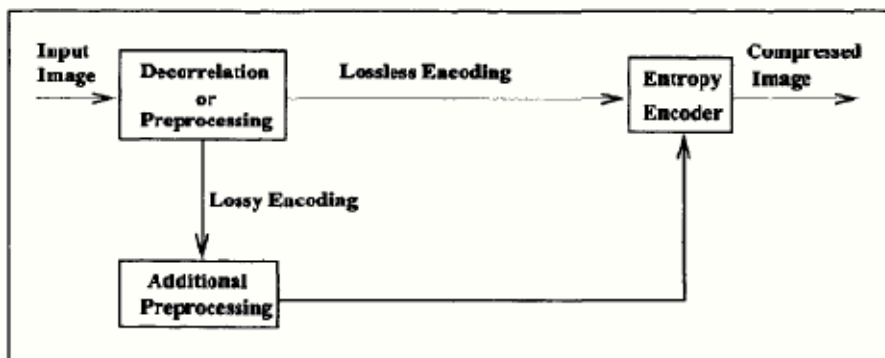 Input
Image
Decorrelation
or
Preprocessing
Lossless Encoding
Entropy
Encoder
Compressed
Image
Lossy Encoding
Additional
Preprocessing